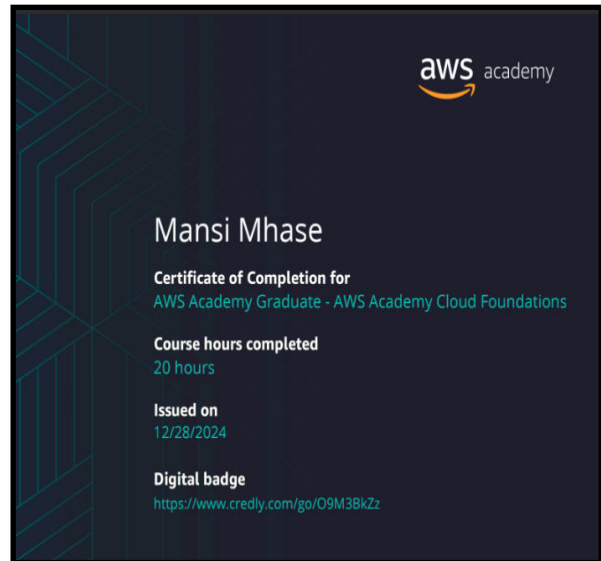 aws academy
Mansi Mhase
Certificate of Completion for
AWS Academy Graduate - AWS Academy Cloud Foundations
Course hours completed
20 hours
Issued on
12/28/2024
Digital badge
https://www.credly.com/go/O9M3BkZz